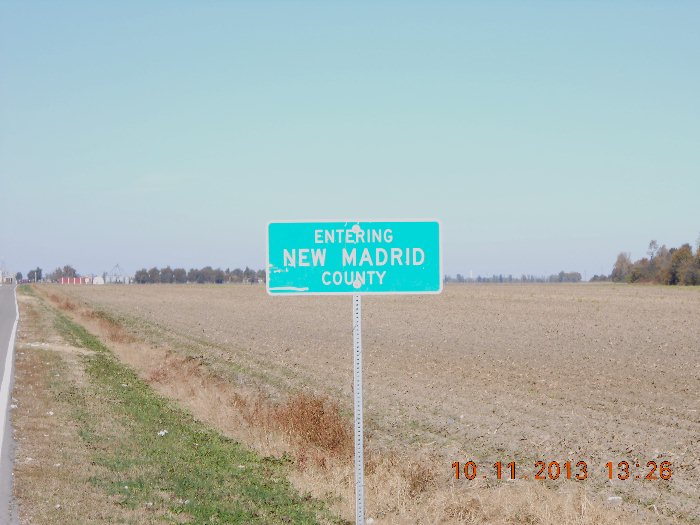 ENTERING
NEW MADRID
COUNTY
10 11 2013 13:26